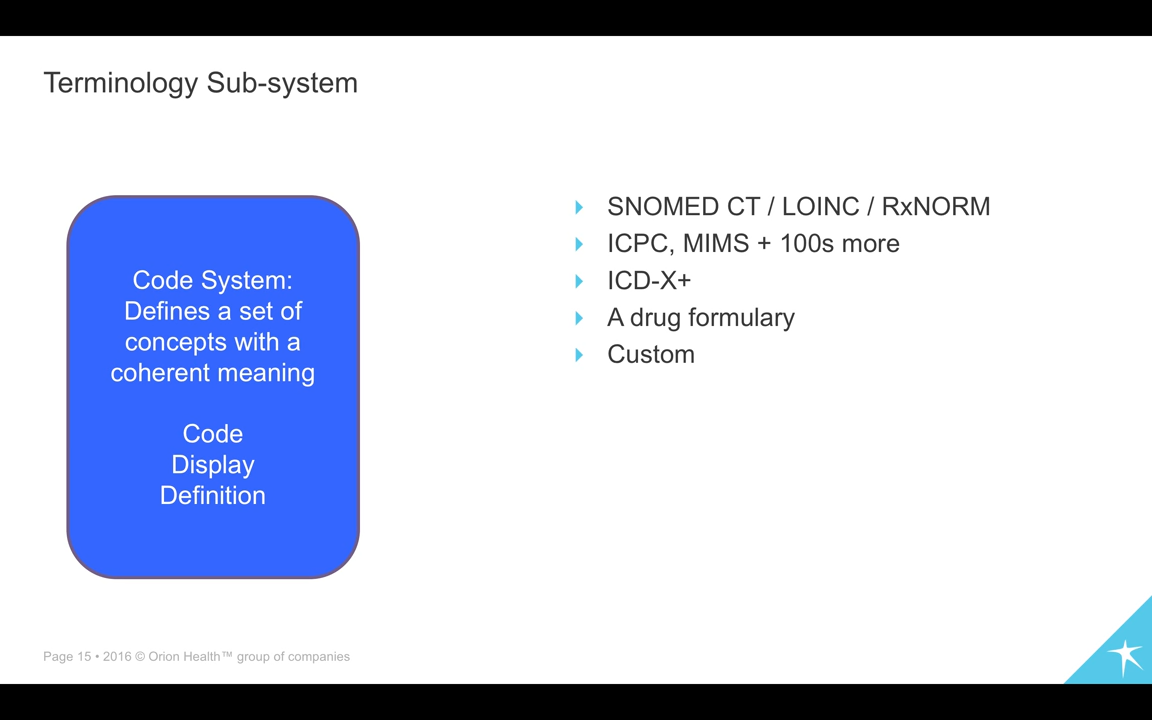 Terminology Sub-system
Code System:
Defines a set of
concepts with a
coherent meaning
Code
Display
Definition
SNOMED CT / LOINC / RxNORM
ICPC, MIMS + 100s more
ICD-X+
A drug formulary
Custom
Page 15 • 2016 © Orion Health™ group of companies